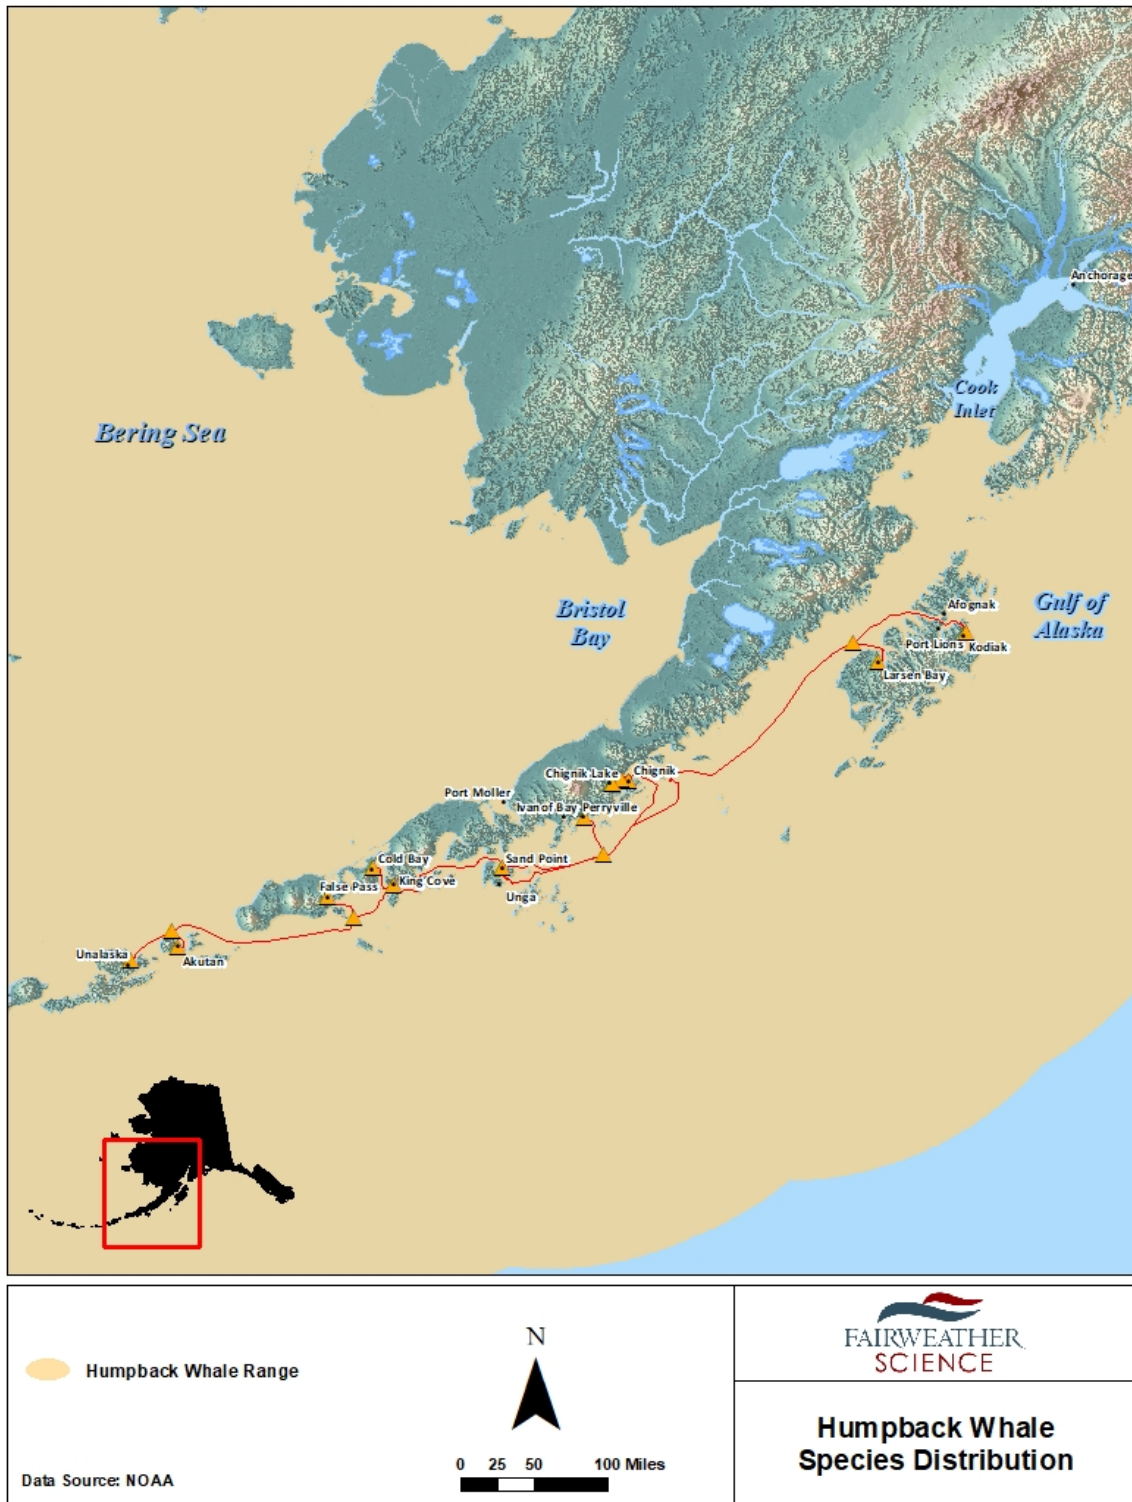 Anchorage
Cook
Inlet
Bering Sea
Bristol
Bay
Gulf of
Alaska
Afognak
Port Lions
Kodiak
Larsen Bay
Chignik Lake
Chignik
Port Moller
Ivanof Bay
Perryville
Cold Bay
Sand Point
False Pass
King Cove
Unga
Unalaska
Akutan
Humpback Whale Range
N
0 25 50 100 Miles
Data Source: NOAA
FAIRWEATHER
SCIENCE
Humpback Whale
Species Distribution